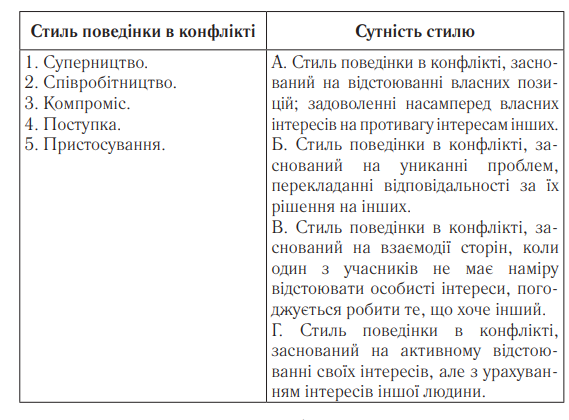 Стиль поведінки в конфлікті
Сутність стилю
1. Суперництво.
2. Співробітництво.
3. Компроміс.
4. Поступка.
5. Пристосування.
А. Стиль поведінки в конфлікті, засно-
ваний на відстоюванні власних пози-
цій; задоволенні насамперед власних
інтересів на противагу інтересам інших.
Б. Стиль поведінки в конфлікті, за-
снований на униканні проблем,
перекладанні відповідальності за їх
рішення на інших.
В. Стиль поведінки в конфлікті, за-
снований на взаємодії сторін, коли
один з учасників не має наміру
відстоювати особисті інтереси, пого-
джується робити те, що хоче інший.
Г. Стиль поведінки в конфлікті,
заснований на активному відстою-
ванні своїх інтересів, але з урахуван-
ням інтересів іншої людини.